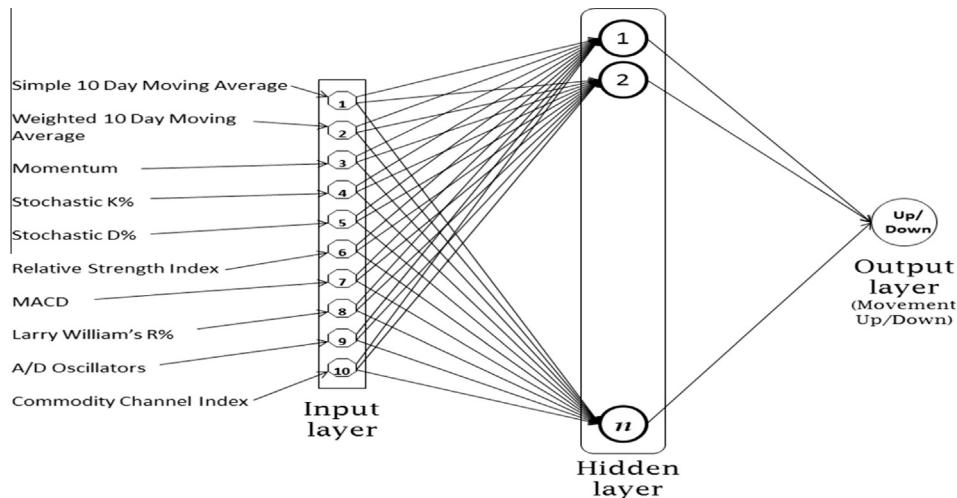 Simple 10 Day Moving Average
Weighted 10 Day Moving
Average
Momentum
Stochastic K%
Stochastic D%
Relative Strength Index
MACD
Larry William's R%
A/D Oscillators
Commodity Channel Index
1
2
3
4
5
6
7
8
9
10
Input
layer
1
2
n
Hidden
layer
Up/
Down
Output
layer
(Movement
Up/Down)